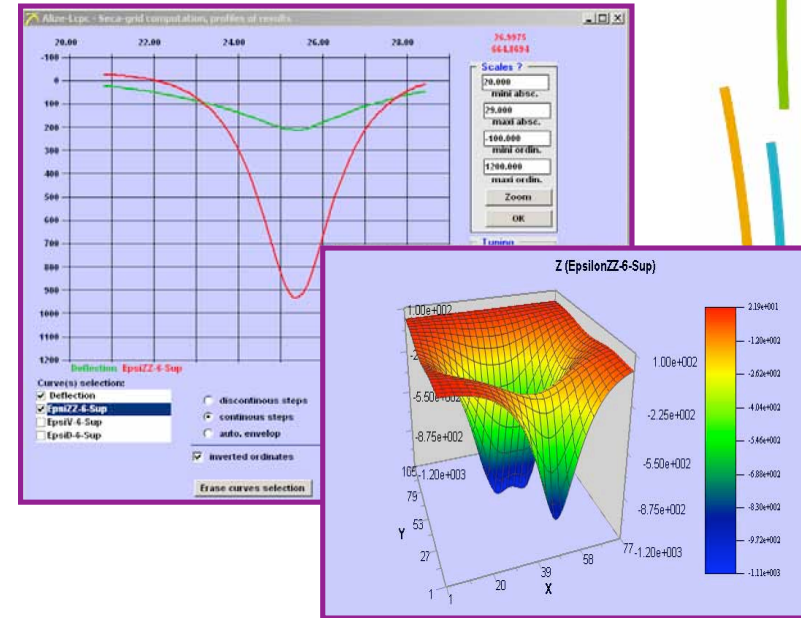 Alize-Lcpc - Seca-grid computation, profiles of results
20.00 22.00 24.00 26.00 28.00
26.9975
664.8694
-100
0
100
200
300
400
500
600
700
800
900
1000
1100
1200
Scales ?
20.000
mini absc.
29.000
maxi absc.
-100.000
mini ordin.
1200.000
maxi ordin.
Zoom
OK
Tuning
Deflection EpsiZZ-6-Sup
Curve(s) selection:
Deflection
EpsiZZ-6-Sup
EpsiV-6-Sup
EpsiD-6-Sup
discontinous steps
continous steps
auto. envelop
inverted ordinates
Erase curves selection
Z (EpsilonZZ-6-Sup)
1.00e+002
-5.50e+002
-8.75e+002
-1.20e+003
105
79
53
27
1
Y
1
20
39
58
77
X
1.00e+002
-2.25e+002
-5.50e+002
-8.75e+002
-1.20e+003
2.19e+001
-1.20e+002
-2.62e+002
-4.04e+002
-5.46e+002
-6.88e+002
-8.30e+002
-9.72e+002
-1.11e+003